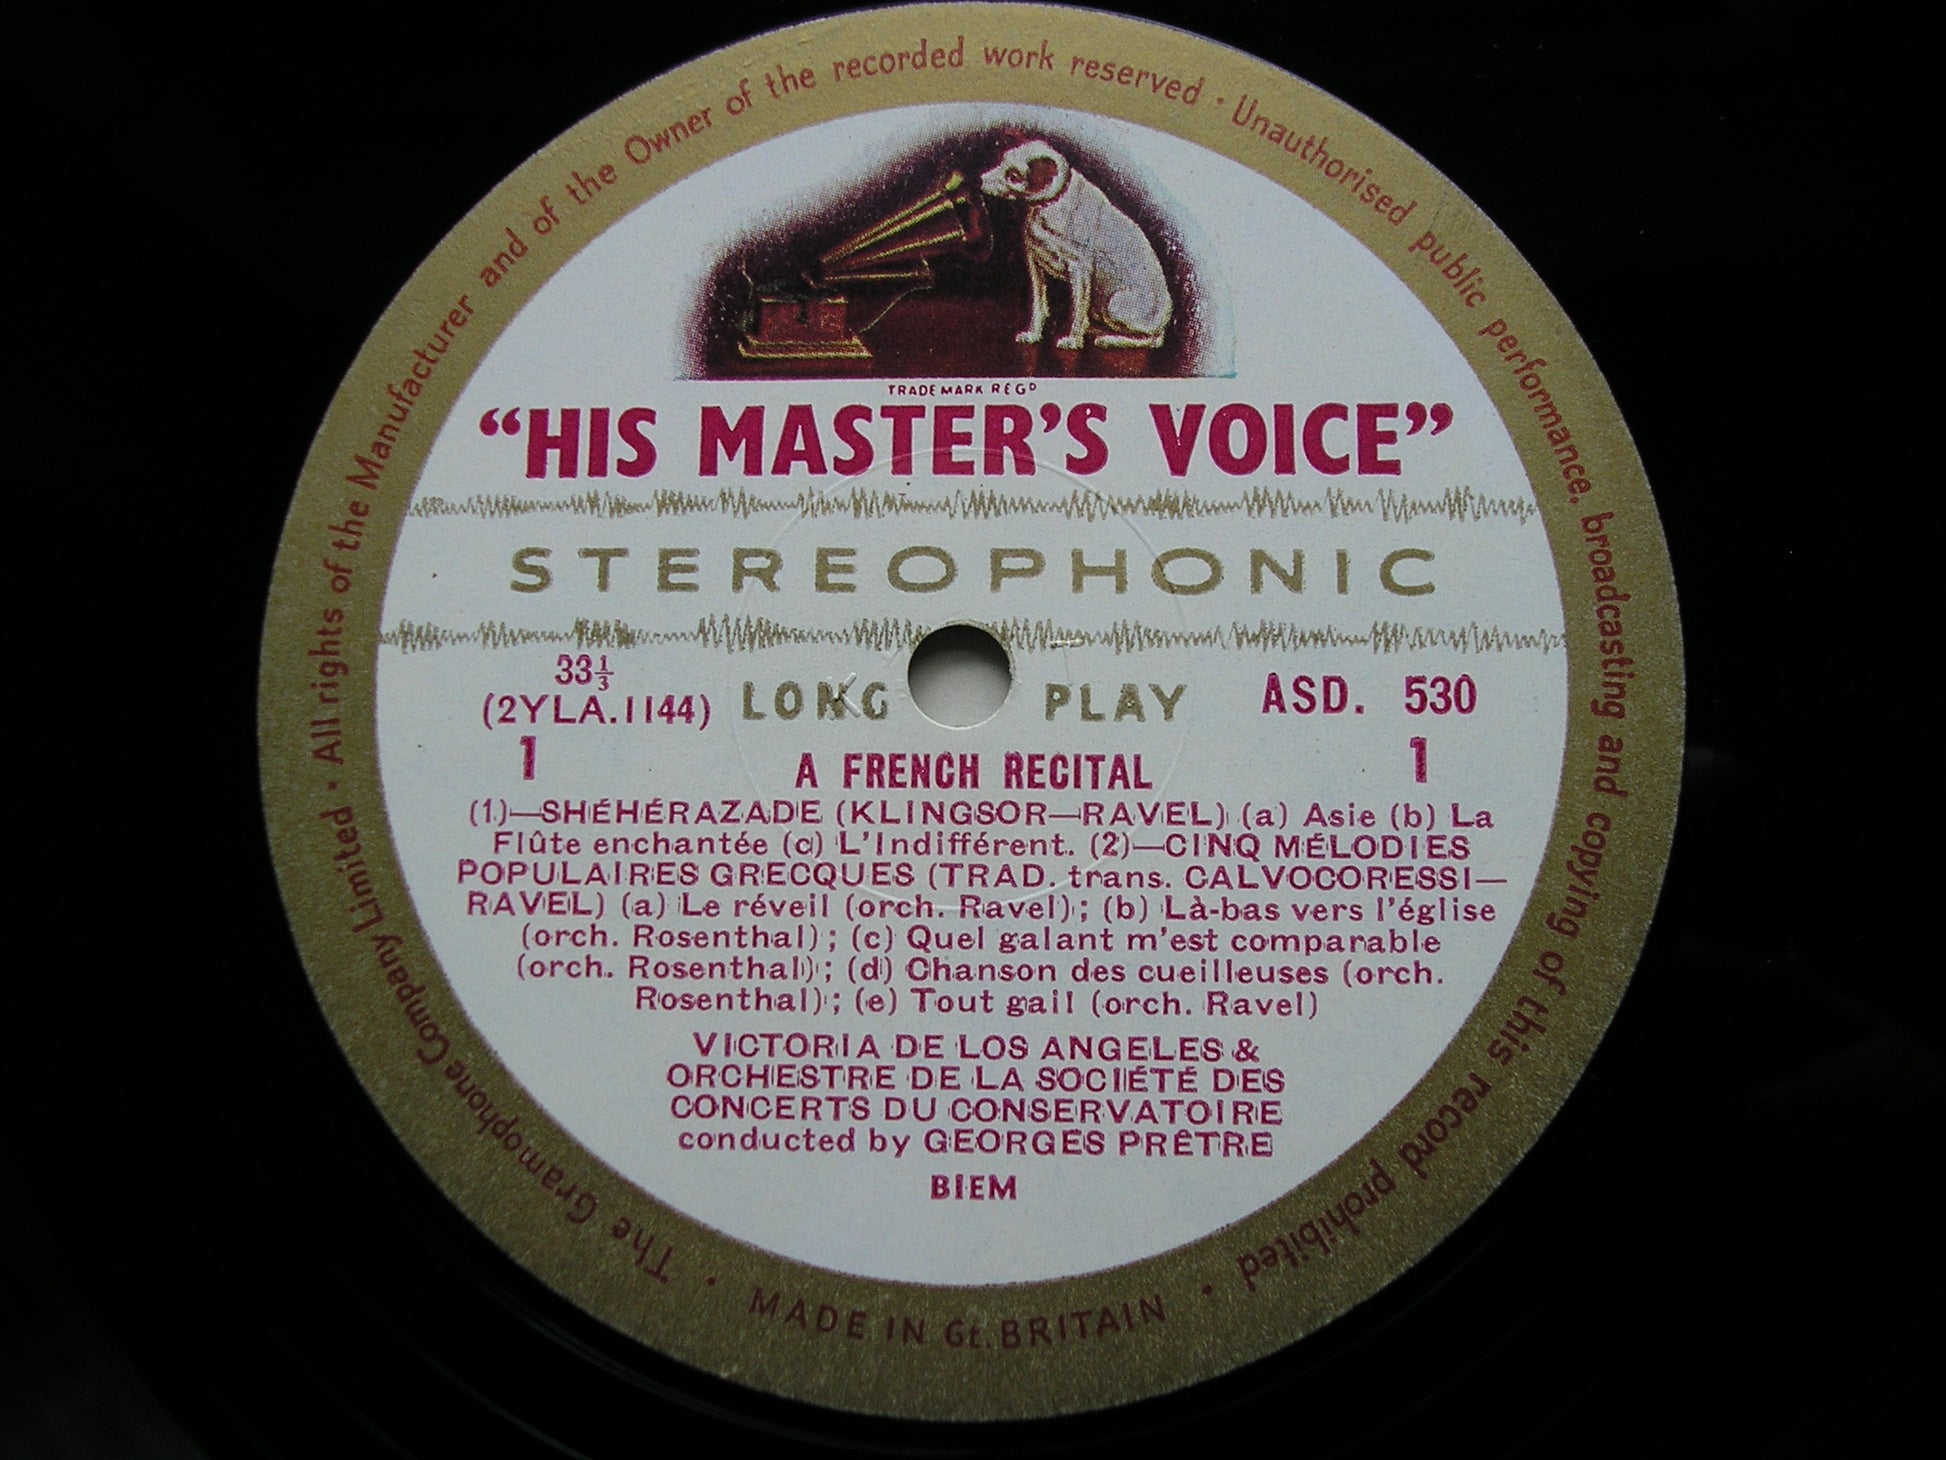 All rights of the Manufacturer and of the Owner of the recorded work reserved · Unauthorised public performance, broadcasting and copying of this record prohibited ·
TRADE MARK REGD
“HIS MASTER’S VOICE”
STEREOPHONIC
33⅓
(2YLA.1144) LONG PLAY ASD. 530
1 A FRENCH RECITAL 1
(1)—SHÉHÉRAZADE (KLINGSOR—RAVEL) (a) Asie (b) La
Flûte enchantée (c) L'Indifférent. (2)—CINQ MÉLODIES
POPULAIRES GRECQUES (TRAD. trans. CALVOCORESSI—
RAVEL) (a) Le réveil (orch. Ravel); (b) Là-bas vers l'église
(orch. Rosenthal); (c) Quel galant m'est comparable
(orch. Rosenthal); (d) Chanson des cueilleuses (orch.
Rosenthal); (e) Tout gail (orch. Ravel)
VICTORIA DE LOS ANGELES &
ORCHESTRE DE LA SOCIÉTÉ DES
CONCERTS DU CONSERVATOIRE
conducted by GEORGES PRÊTRE
BIEM
The Gramophone Company Limited ·
· MADE IN Gt. BRITAIN